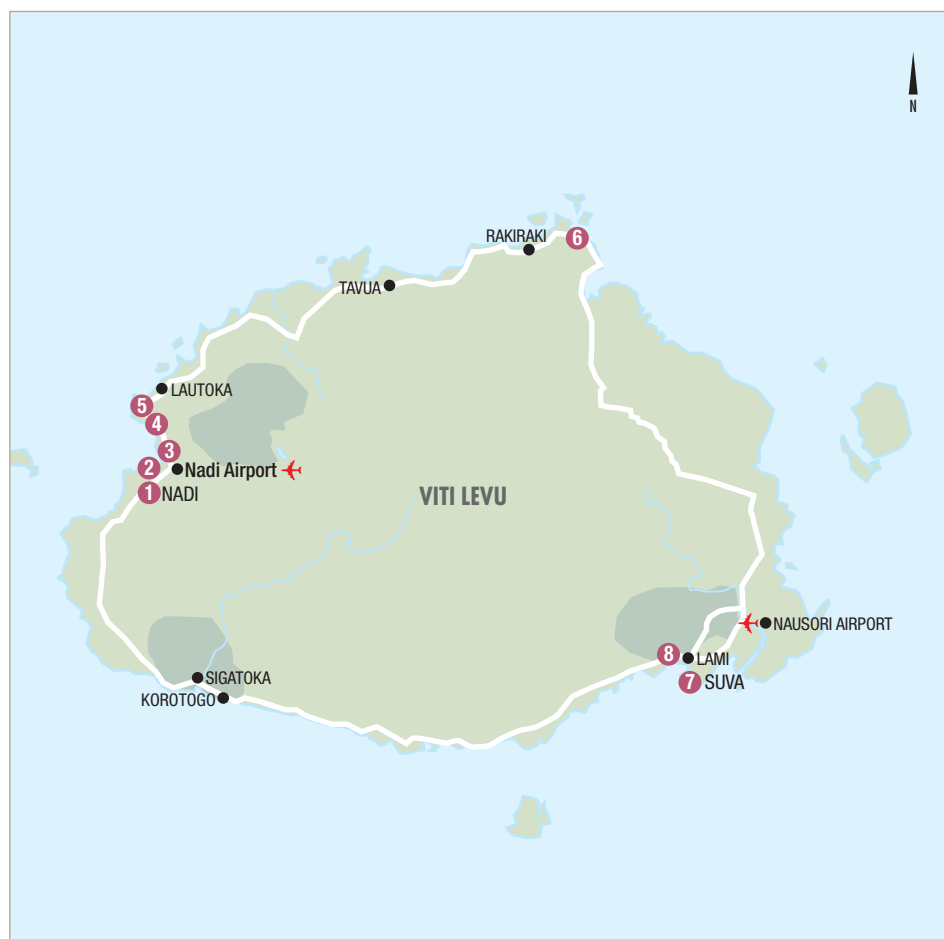 N
RAKIRAKI
6
TAVUA
LAUTOKA
5
4
3
2
Nadi Airport
1 NADI
VITI LEVU
NAUSORI AIRPORT
8
LAMI
7 SUVA
SIGATOKA
KOROTOGO